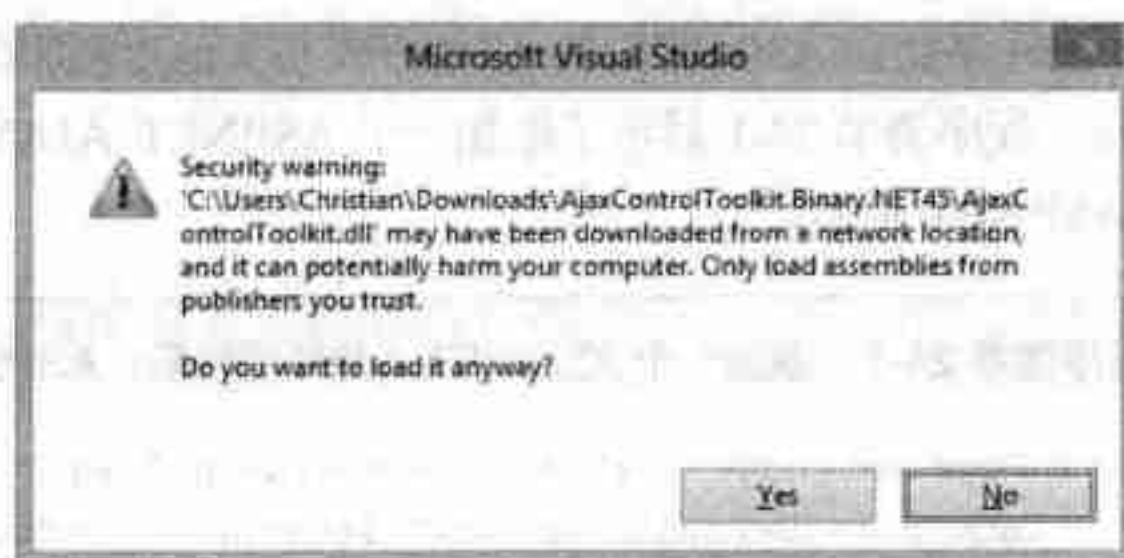 Microsoft Visual Studio
Security warning:
'C:\Users\Christian\Downloads\AjaxControlToolkit.Binary.NET45\AjaxC
ontrolToolkit.dll' may have been downloaded from a network location,
and it can potentially harm your computer. Only load assemblies from
publishers you trust.
Do you want to load it anyway?
Yes
No